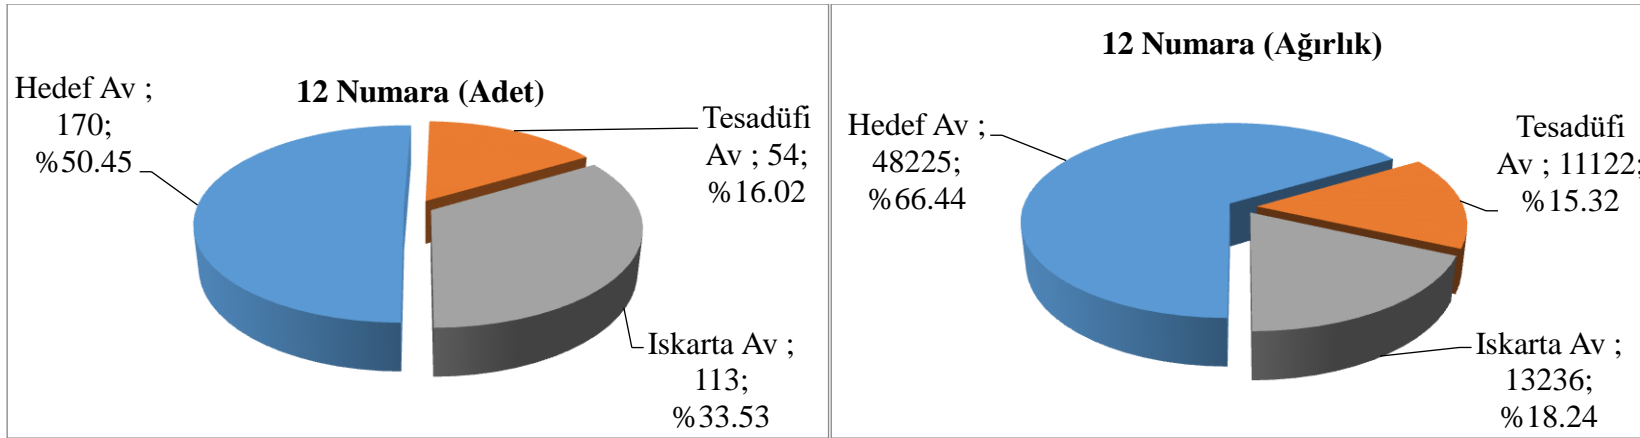 12 Numara (Adet)
Hedef Av ;
170;
%50.45
Tesadüfi
Av ; 54;
%16.02
Iskarta Av ;
113;
%33.53
12 Numara (Ağırlık)
Hedef Av ;
48225;
%66.44
Tesadüfi
Av ; 11122;
%15.32
Iskarta Av ;
13236;
%18.24